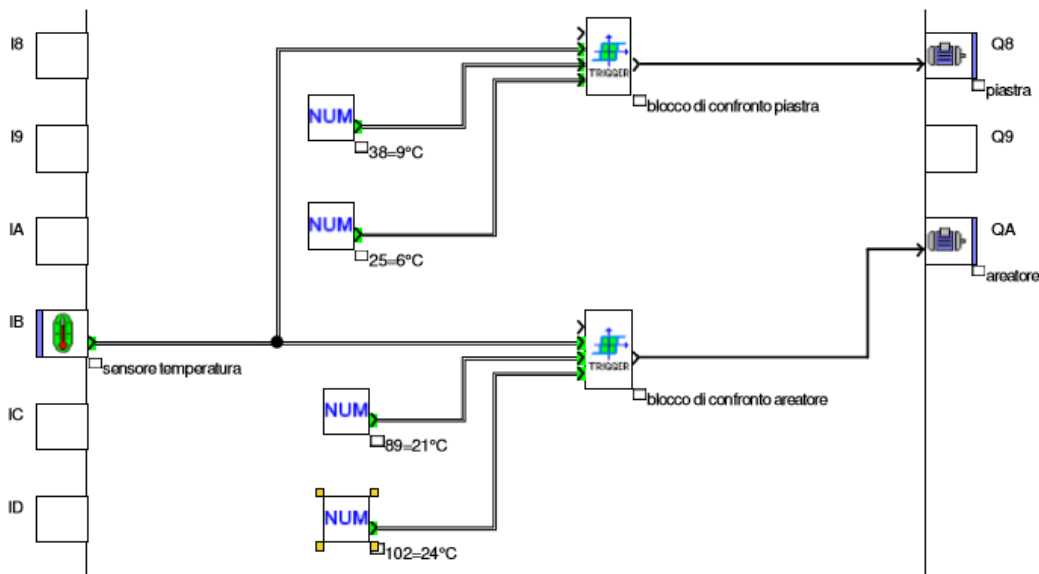 I8
TRIGGER
Q8
piastra
blocco di confronto piastra
NUM
38=9°C
I9
Q9
NUM
25=6°C
IA
QA
areatore
IB
sensore temperatura
TRIGGER
blocco di confronto areatore
IC
NUM
89=21°C
ID
NUM
102=24°C